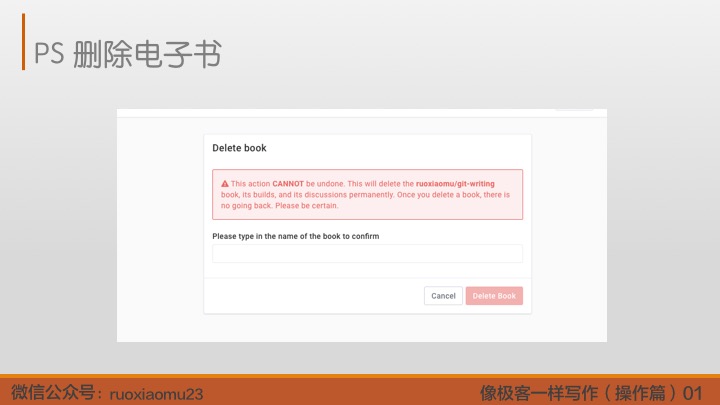 PS 删除电子书
Delete book
This action CANNOT be undone. This will delete the ruoxiaomu/git-writing
book, its builds, and its discussions permanently. Once you delete a book, there is
no going back. Please be certain.
Please type in the name of the book to confirm
Cancel Delete Book
微信公众号：ruoxiaomu23
像极客一样写作（操作篇）01